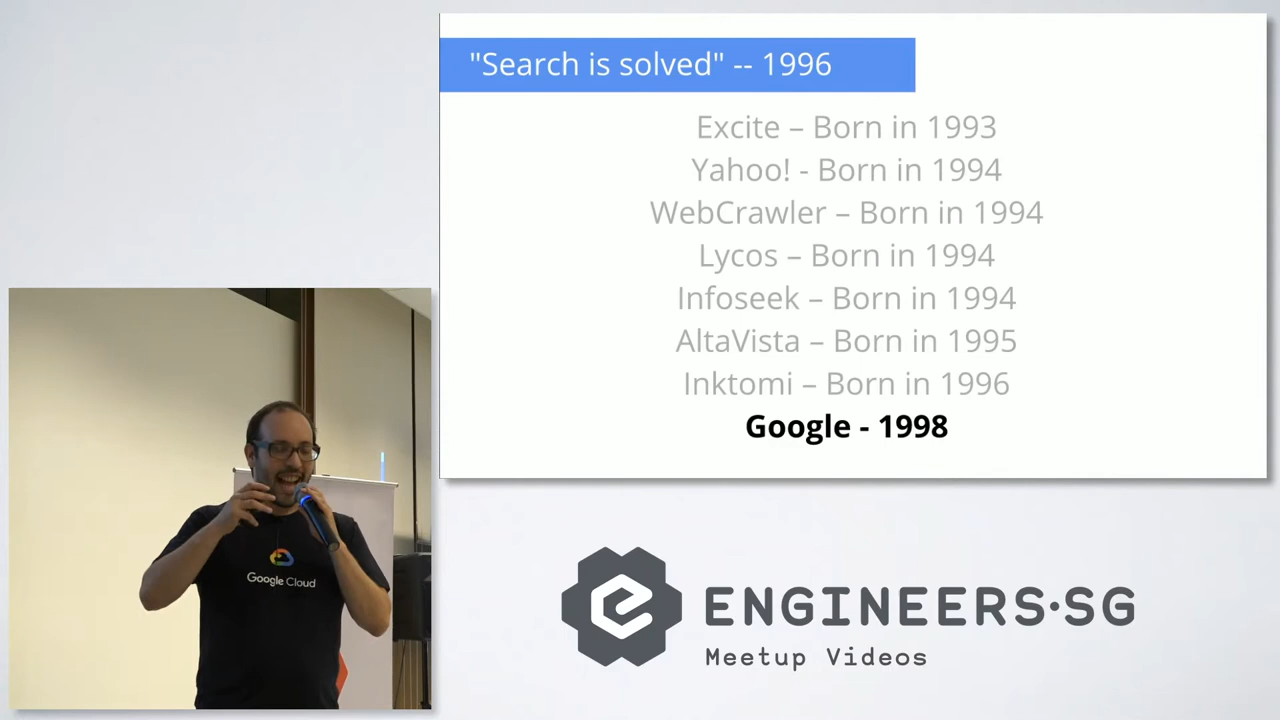 "Search is solved" -- 1996
Excite – Born in 1993
Yahoo! - Born in 1994
WebCrawler – Born in 1994
Lycos – Born in 1994
Infoseek – Born in 1994
AltaVista – Born in 1995
Inktomi – Born in 1996
Google - 1998
Google Cloud
ENGINEERS·SG
Meetup Videos